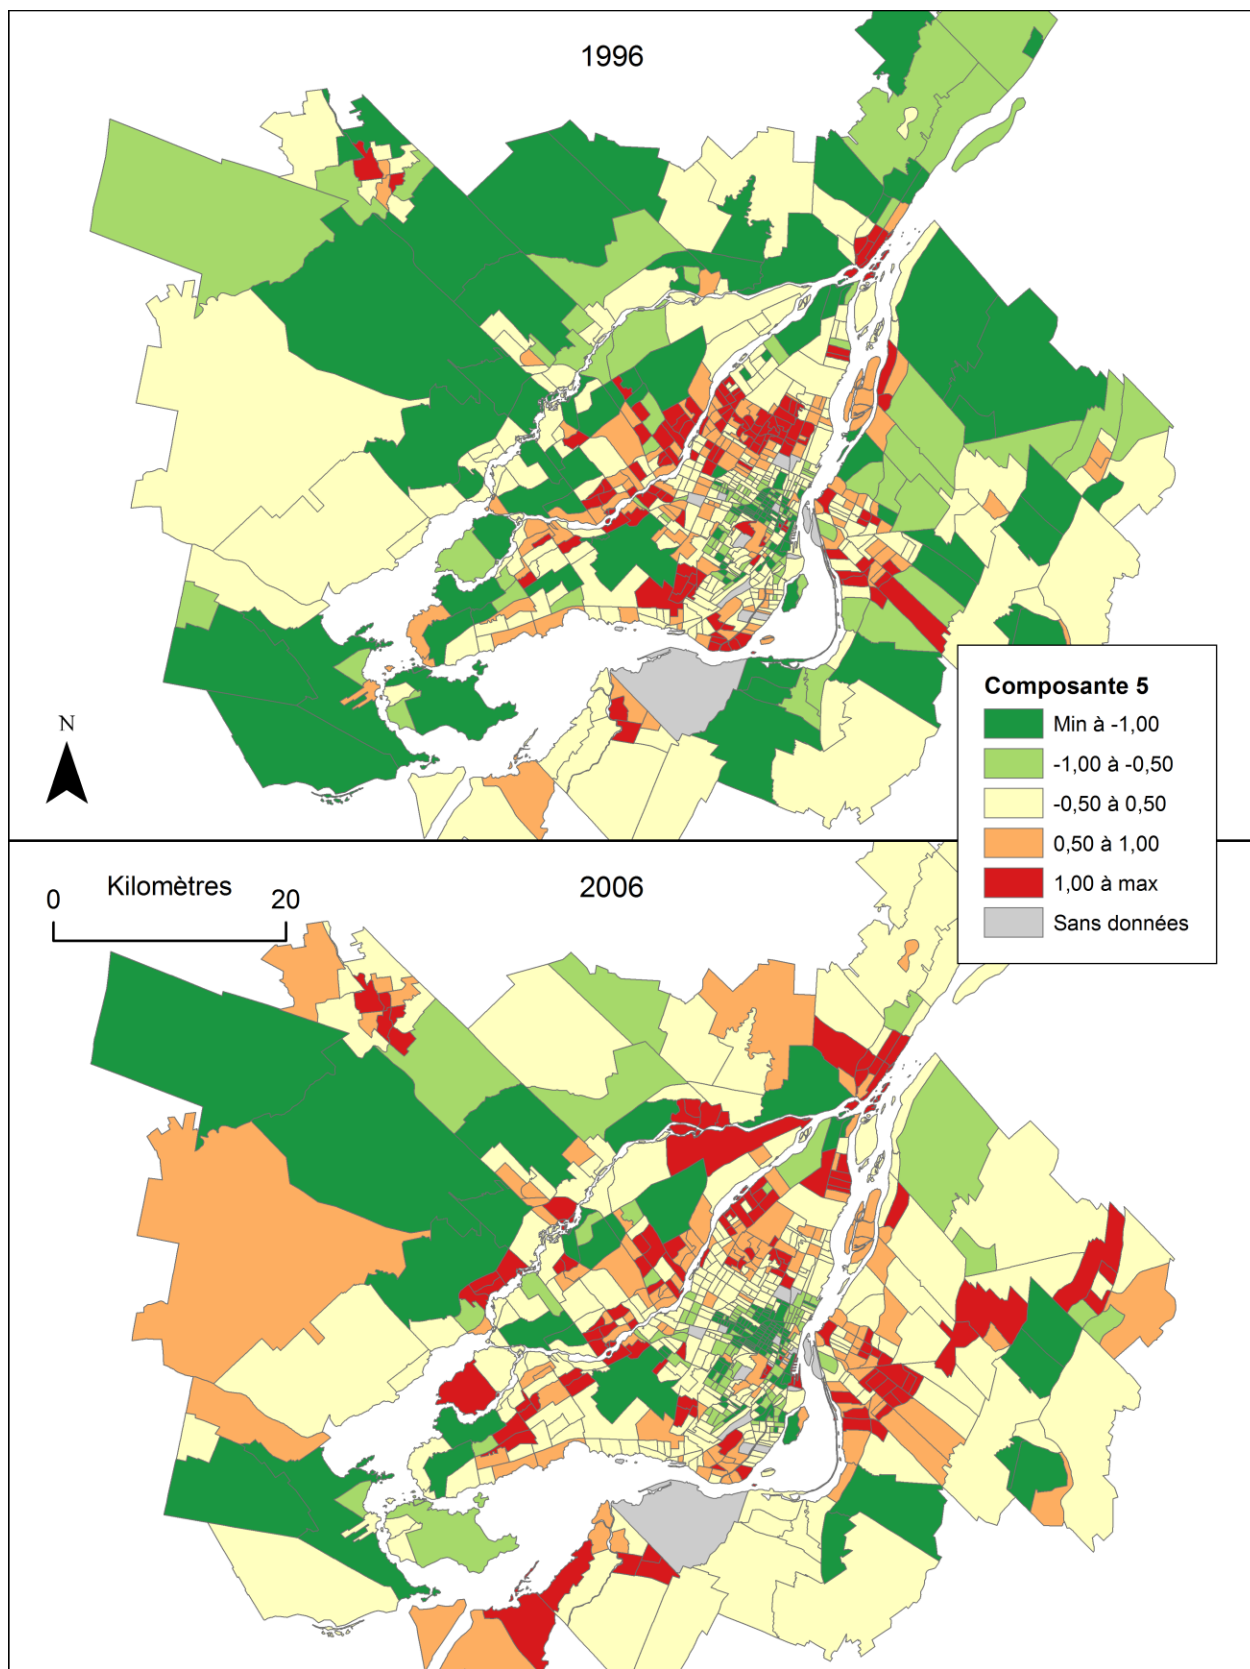 1996
N
Composante 5
Min à -1,00
-1,00 à -0,50
-0,50 à 0,50
0,50 à 1,00
1,00 à max
Sans données
Kilomètres
0 20
2006